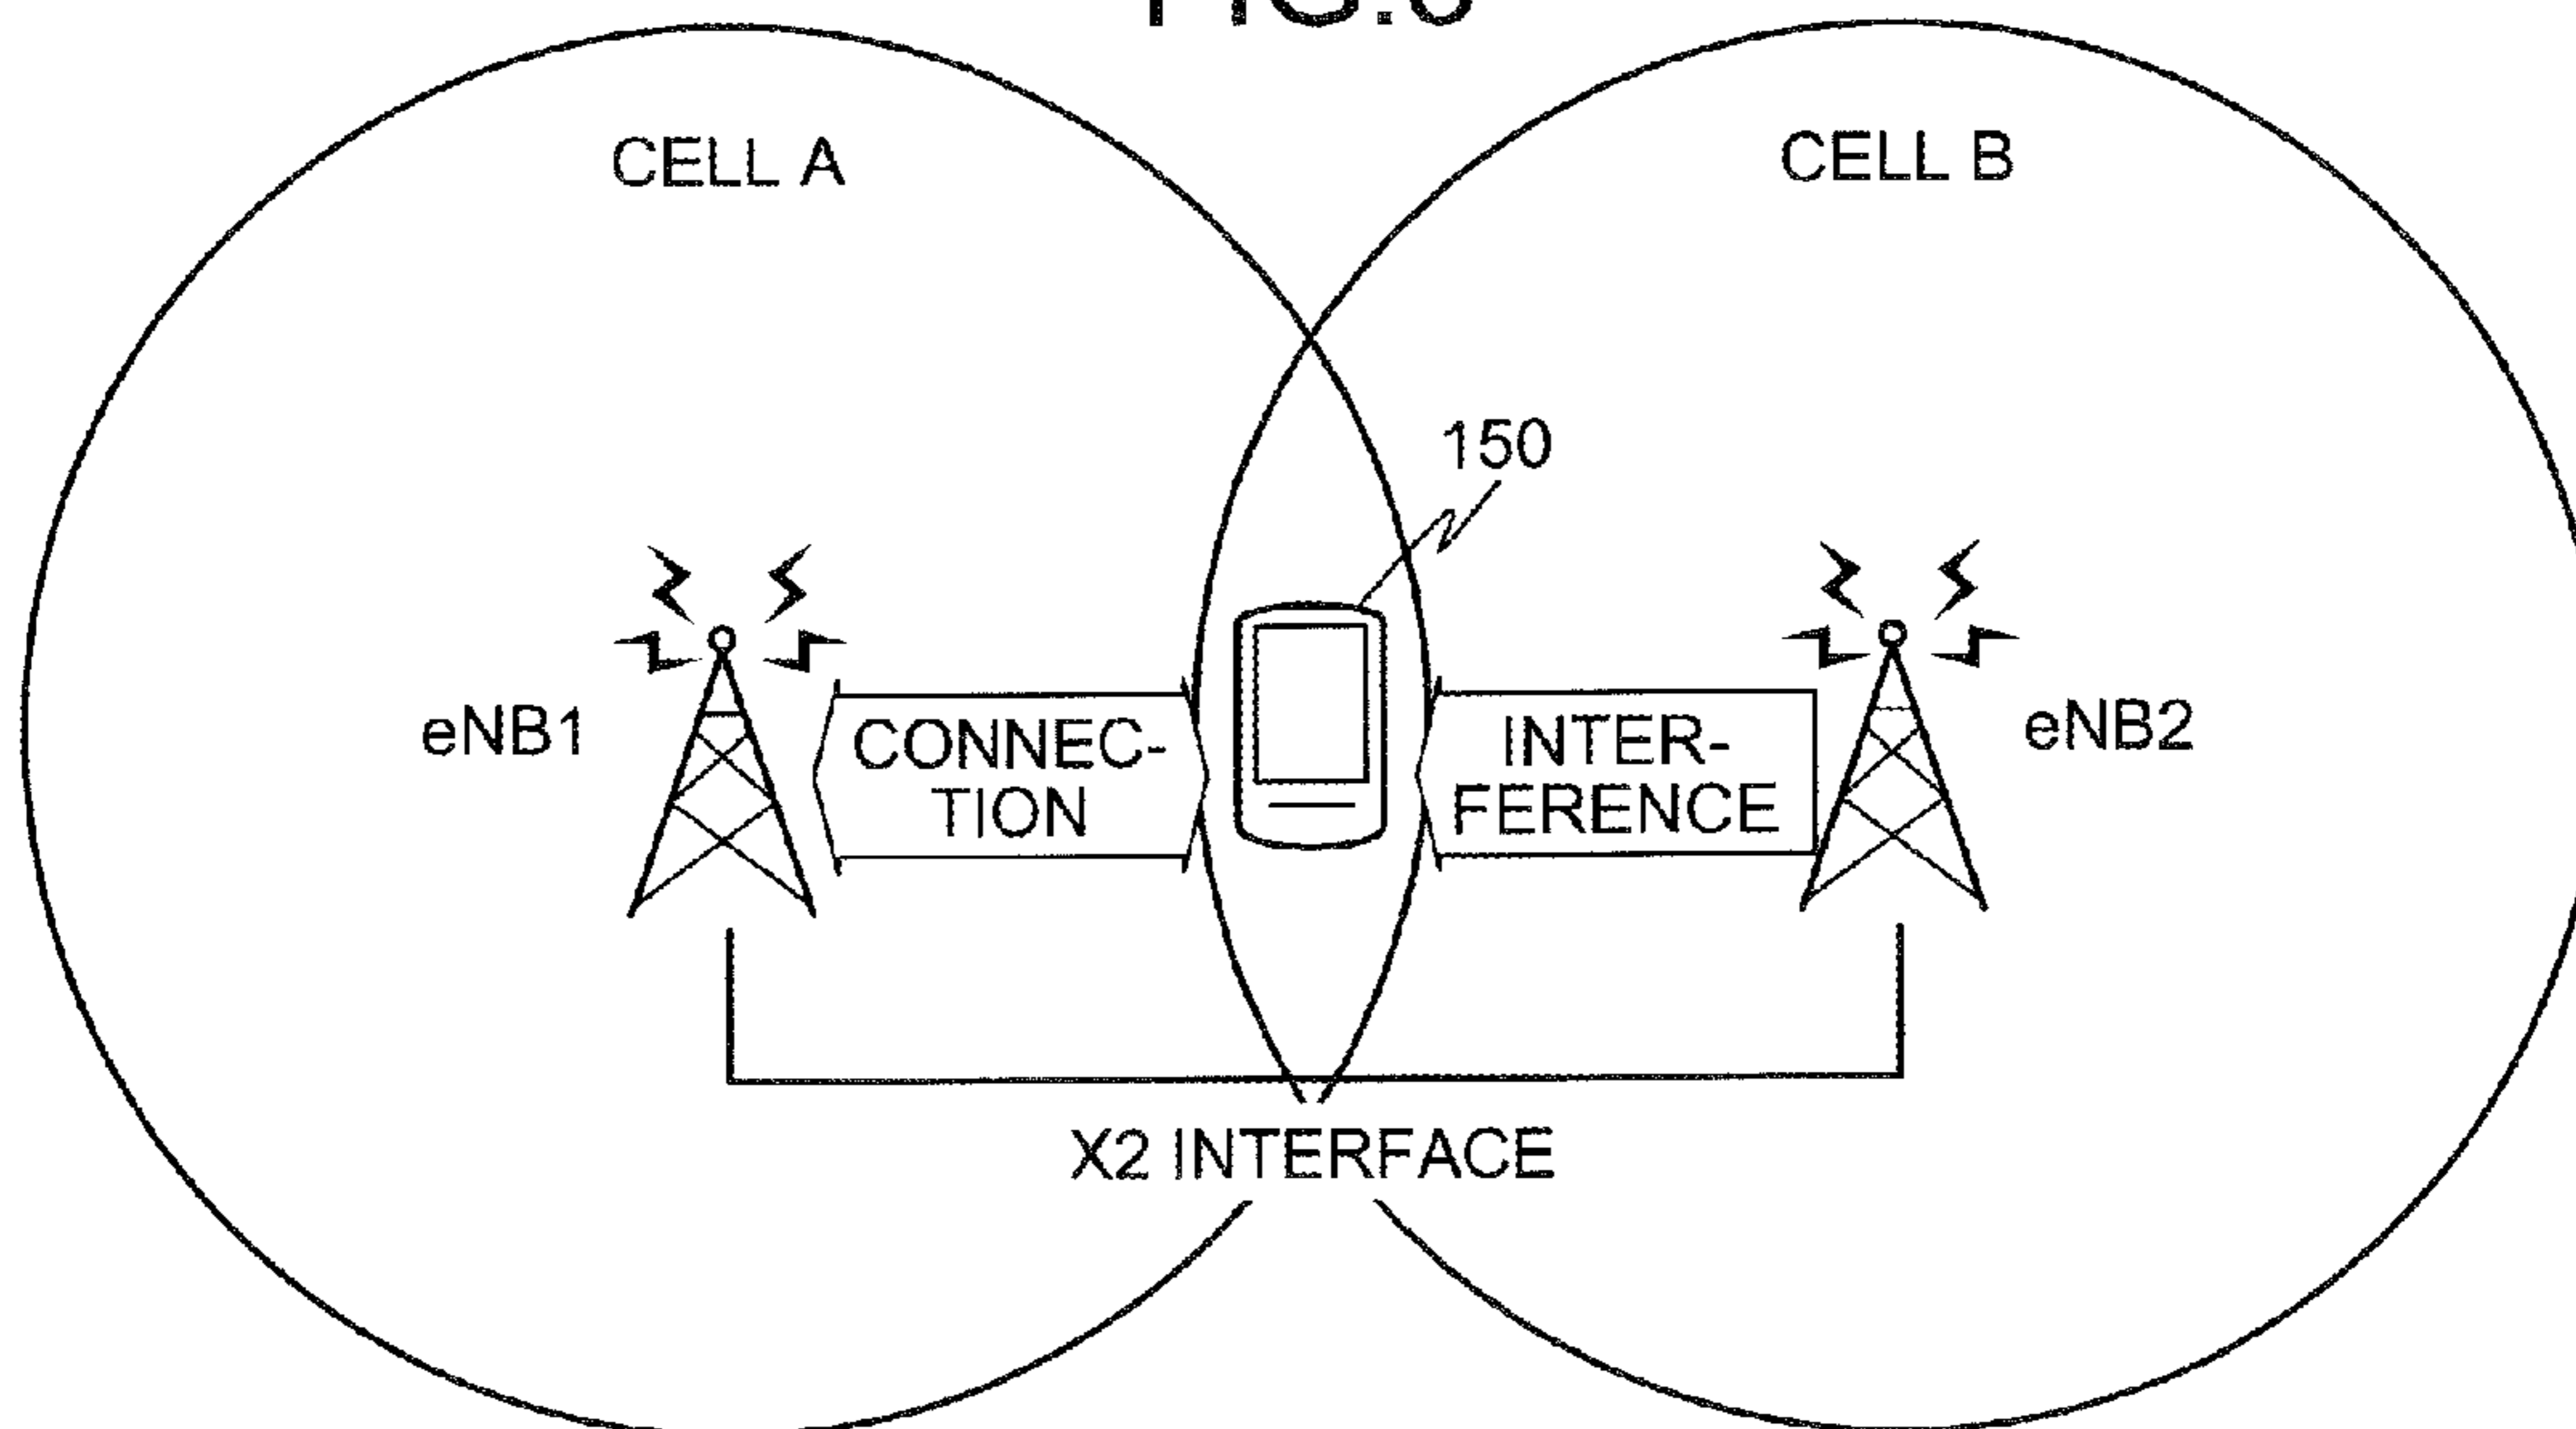 CELL A
CELL B
150
eNB1
CONNEC-
TION
INTER-
FERENCE
eNB2
X2 INTERFACE